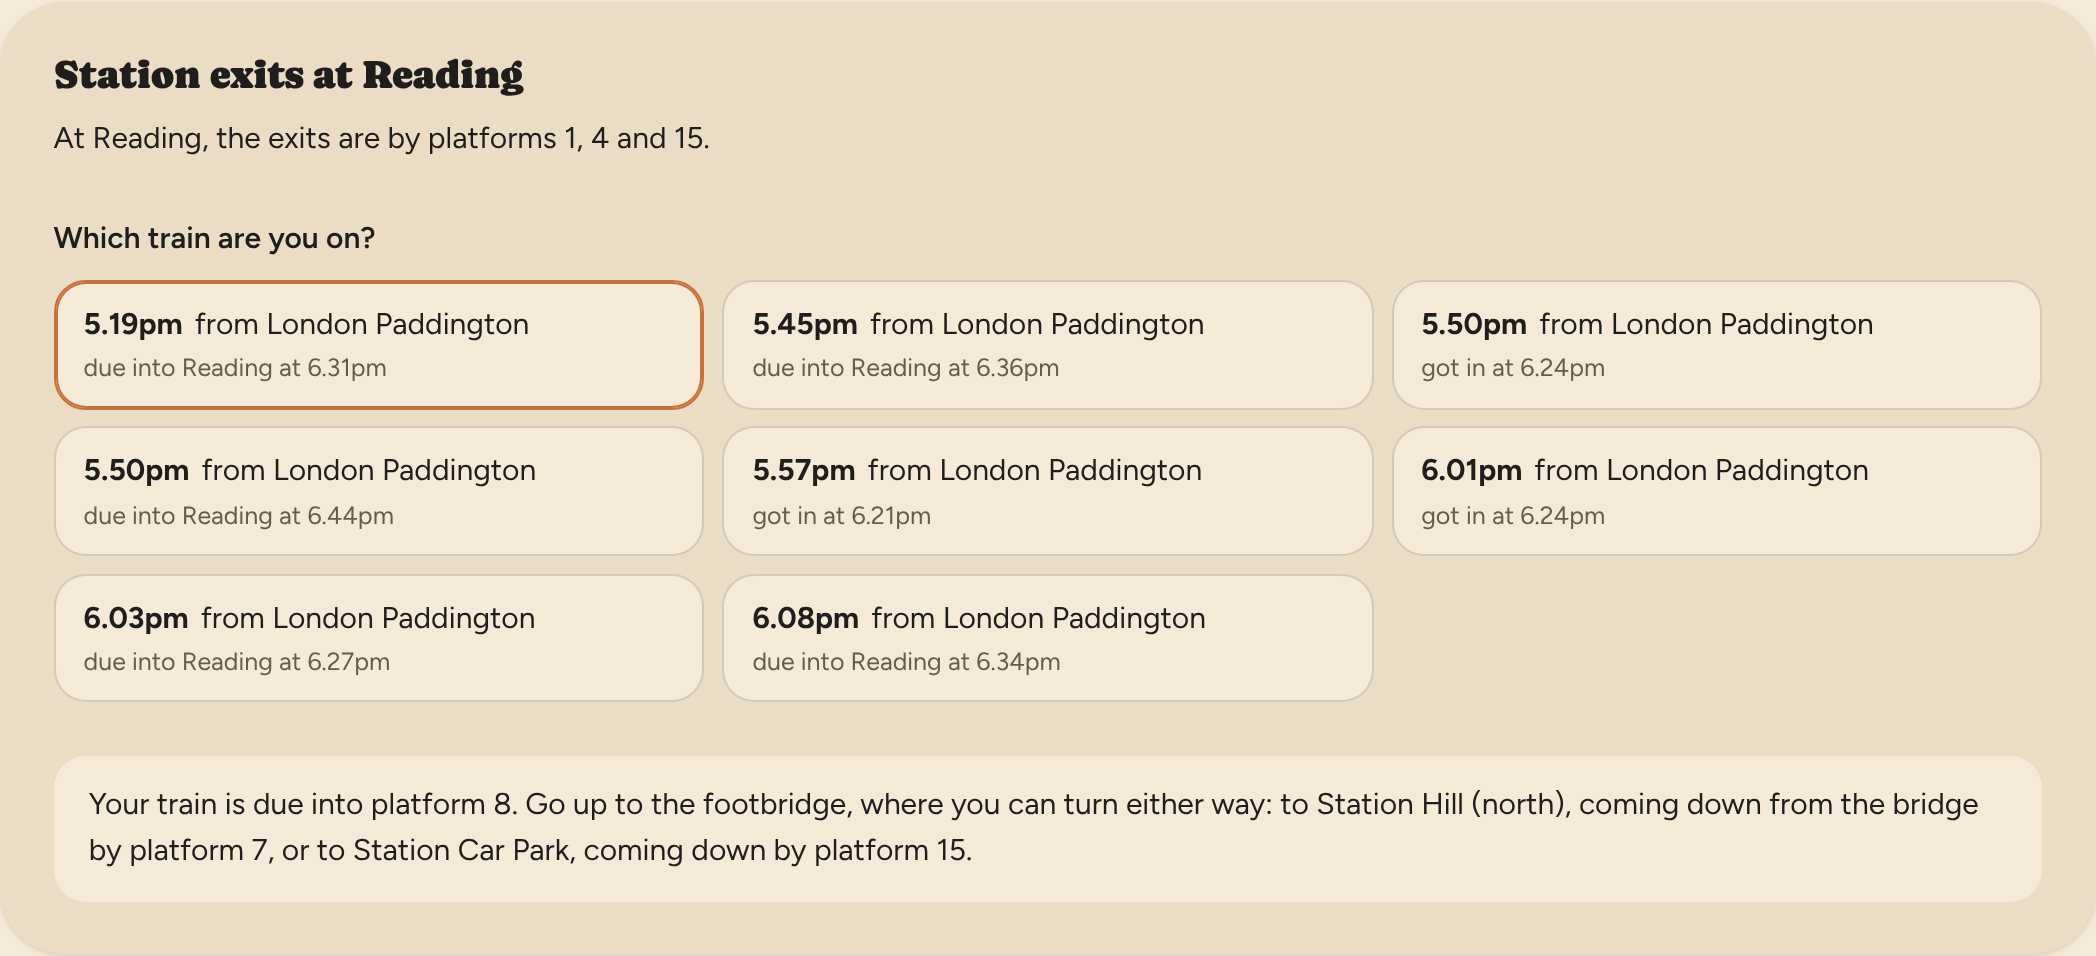 Station exits at Reading
At Reading, the exits are by platforms 1, 4 and 15.
Which train are you on?
5.19pm from London Paddington
due into Reading at 6.31pm
5.45pm from London Paddington
due into Reading at 6.36pm
5.50pm from London Paddington
got in at 6.24pm
5.50pm from London Paddington
due into Reading at 6.44pm
5.57pm from London Paddington
got in at 6.21pm
6.01pm from London Paddington
got in at 6.24pm
6.03pm from London Paddington
due into Reading at 6.27pm
6.08pm from London Paddington
due into Reading at 6.34pm
Your train is due into platform 8. Go up to the footbridge, where you can turn either way: to Station Hill (north), coming down from the bridge
by platform 7, or to Station Car Park, coming down by platform 15.